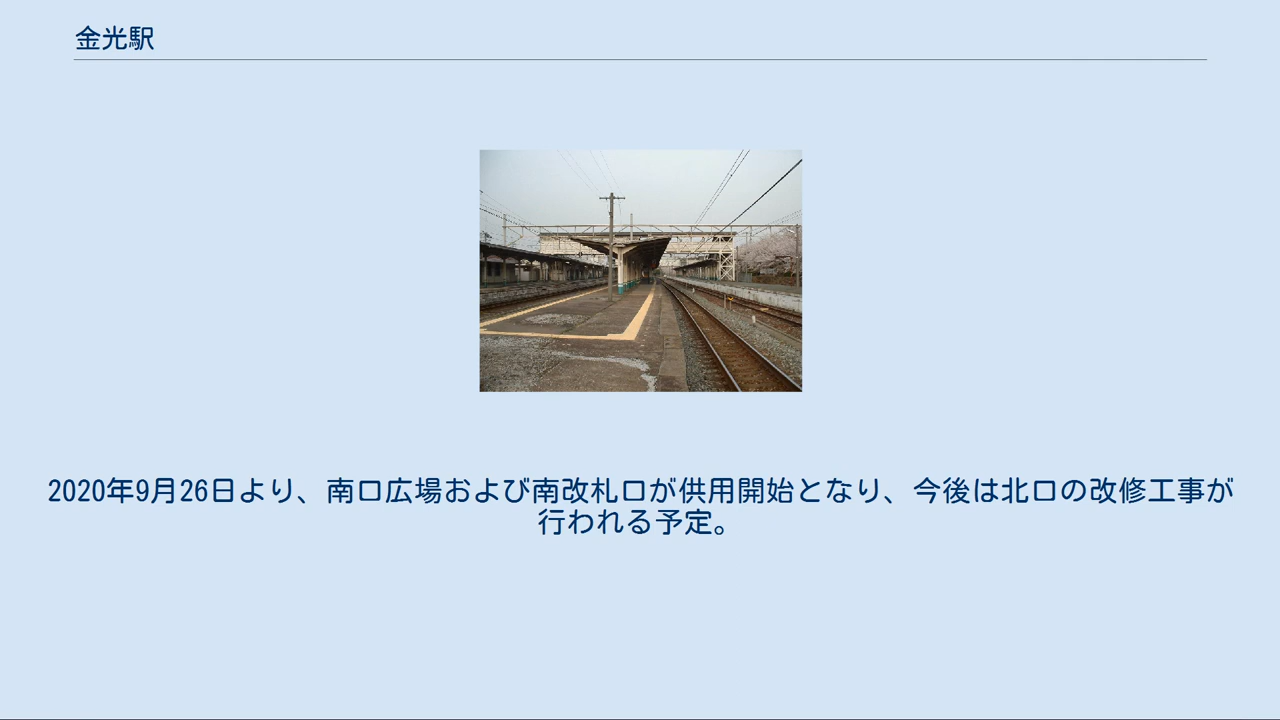 金光駅
2020年9月26日より、南口広場および南改札口が供用開始となり、今後は北口の改修工事が
行われる予定。